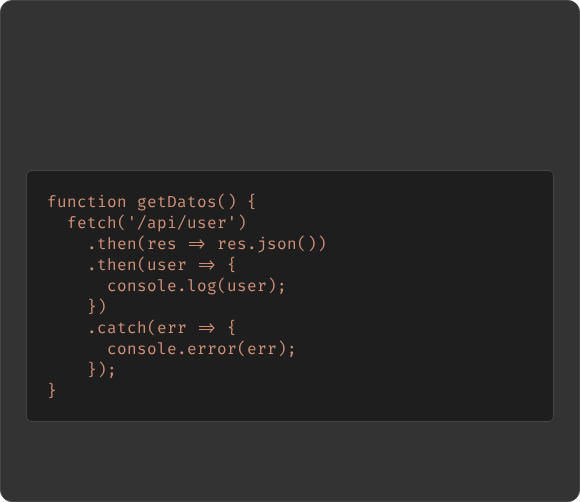 function getDatos() {
  fetch('/api/user')
    .then(res => res.json())
    .then(user => {
      console.log(user);
    })
    .catch(err => {
      console.error(err);
    });
}